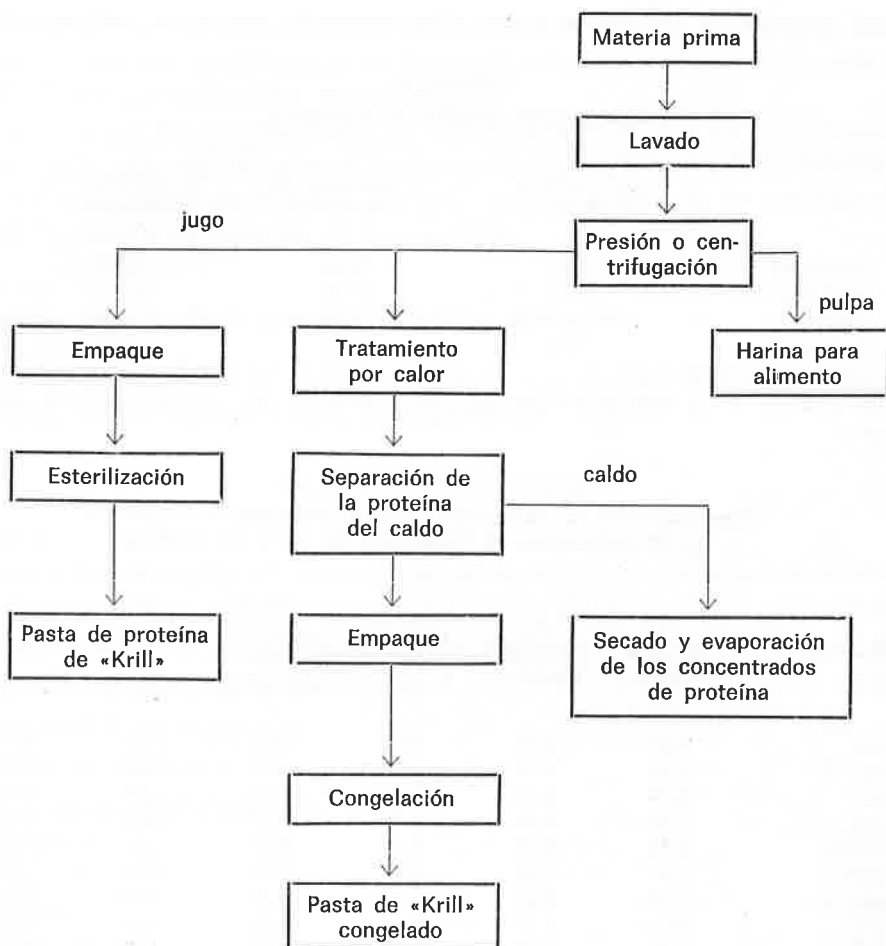 Materia prima
Lavado
jugo
Presión o cen-
trifugación
pulpa
Empaque
Tratamiento
por calor
Harina para
alimento
Esterilización
Separación de
la proteína
del caldo
caldo
Pasta de proteína
de «Krill»
Empaque
Secado y evaporación
de los concentrados
de proteína
Congelación
Pasta de «Krill»
congelado